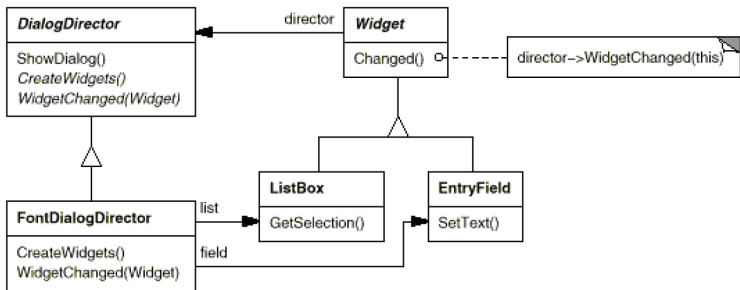 DialogDirector
ShowDialog()
CreateWidgets()
WidgetChanged(Widget)
director
Widget
Changed()
director->WidgetChanged(this)
FontDialogDirector
CreateWidgets()
WidgetChanged(Widget)
list
field
ListBox
GetSelection()
EntryField
SetText()